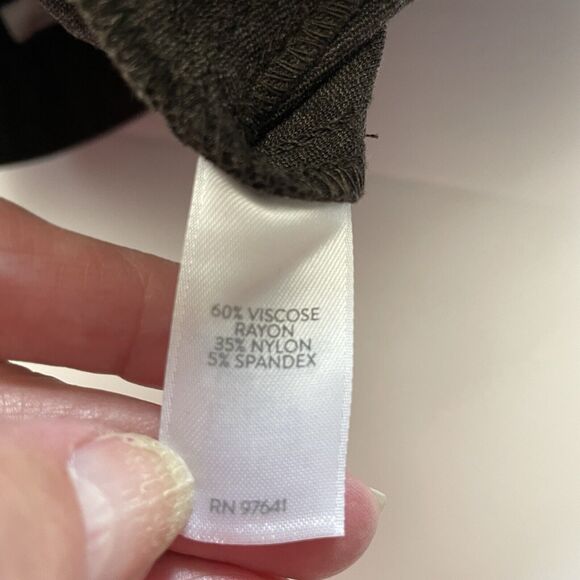 60% VISCOSE
RAYON
35% NYLON
5% SPANDEX
RN 97641